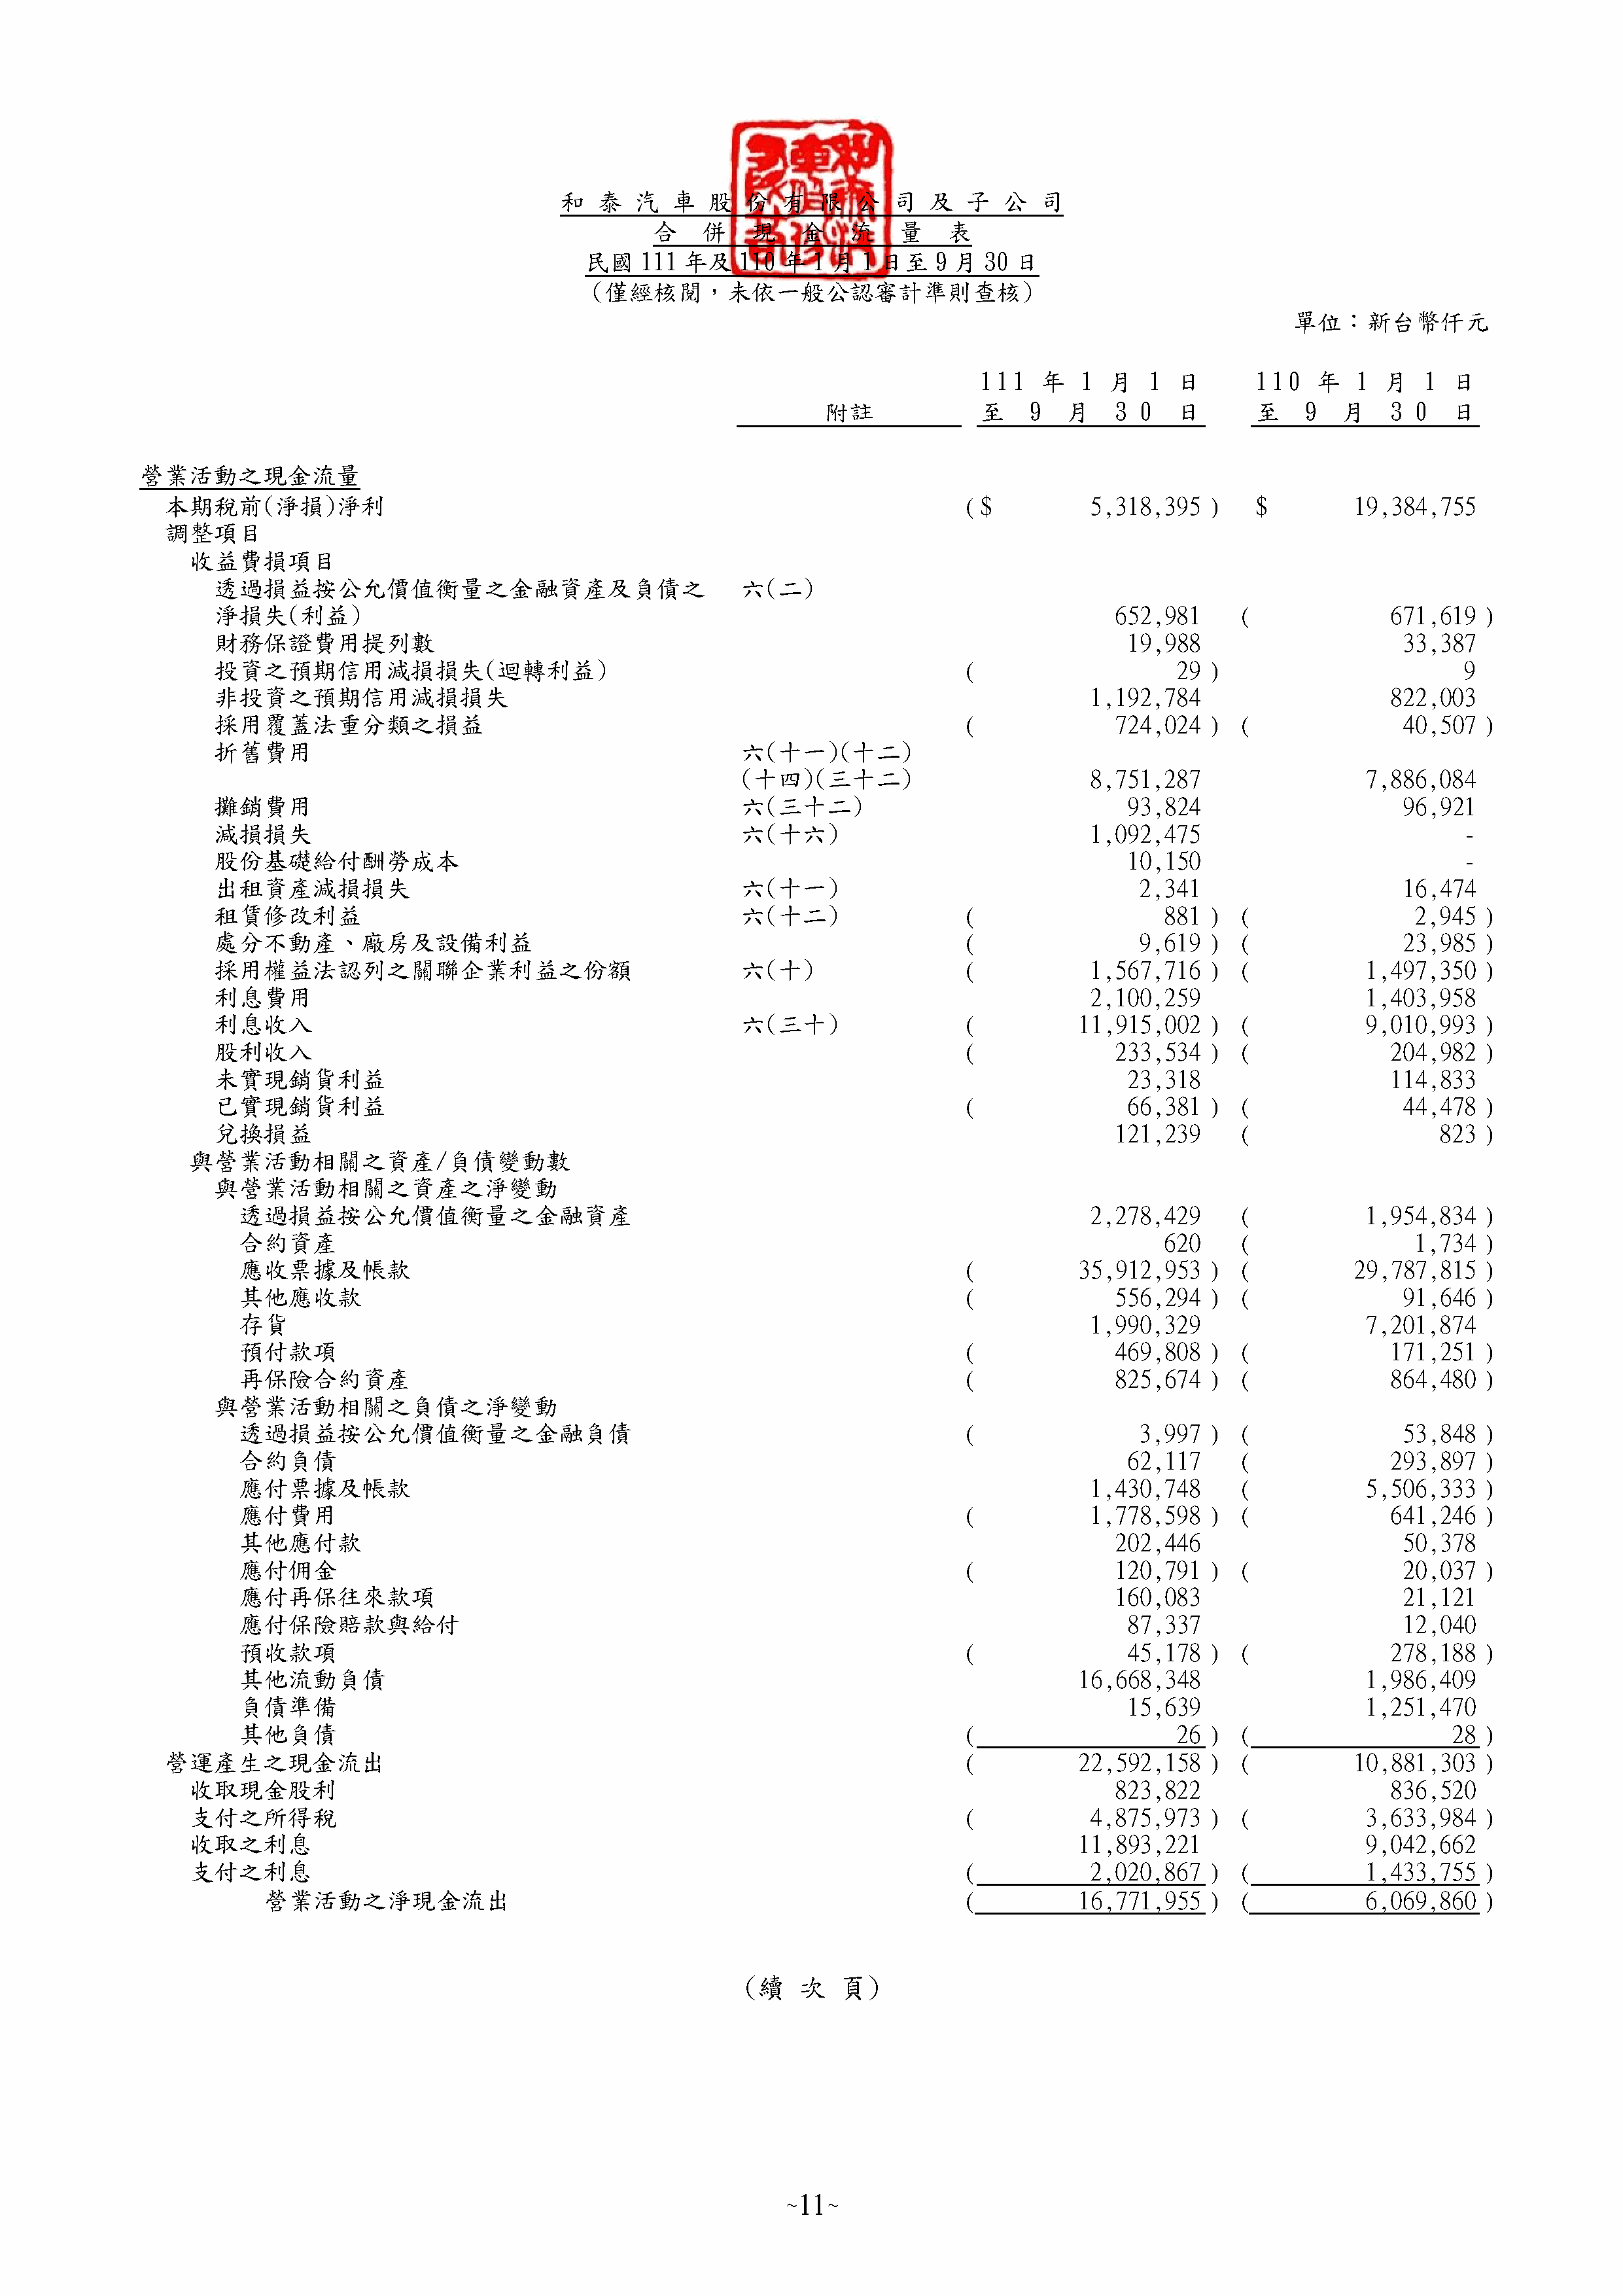 和泰汽車股份有限公司及子公司
合併現金流量表
民國111年及110年1月1日至9月30日
(僅經核閱，未依一般公認審計準則查核)
單位：新台幣仟元
111年1月1日 110年1月1日
附註 至9月30日 至9月30日
營業活動之現金流量
本期稅前(淨損)淨利 ($ 5,318,395) $ 19,384,755
調整項目
收益費損項目
透過損益按公允價值衡量之金融資產及負債之 六(二)
淨損失(利益) 652,981 ( 671,619)
財務保證費用提列數 19,988 33,387
投資之預期信用減損損失(迴轉利益) ( 29) 9
非投資之預期信用減損損失 1,192,784 822,003
採用覆蓋法重分類之損益 ( 724,024) ( 40,507)
折舊費用 六(十一)(十二)
(十四)(三十二) 8,751,287 7,886,084
攤銷費用 六(三十二) 93,824 96,921
減損損失 六(十六) 1,092,475 -
股份基礎給付酬勞成本 10,150 -
出租資產減損損失 六(十一) 2,341 16,474
租賃修改利益 六(十二) ( 881) ( 2,945)
處分不動產、廠房及設備利益 ( 9,619) ( 23,985)
採用權益法認列之關聯企業利益之份額 六(十) ( 1,567,716) ( 1,497,350)
利息費用 2,100,259 1,403,958
利息收入 六(三十) ( 11,915,002) ( 9,010,993)
股利收入 ( 233,534) ( 204,982)
未實現銷貨利益 23,318 114,833
已實現銷貨利益 ( 66,381) ( 44,478)
兌換損益 121,239 ( 823)
與營業活動相關之資產/負債變動數
與營業活動相關之資產之淨變動
透過損益按公允價值衡量之金融資產 2,278,429 ( 1,954,834)
合約資產 620 ( 1,734)
應收票據及帳款 ( 35,912,953) ( 29,787,815)
其他應收款 ( 556,294) ( 91,646)
存貨 1,990,329 7,201,874
預付款項 ( 469,808) ( 171,251)
再保險合約資產 ( 825,674) ( 864,480)
與營業活動相關之負債之淨變動
透過損益按公允價值衡量之金融負債 ( 3,997) ( 53,848)
合約負債 62,117 ( 293,897)
應付票據及帳款 1,430,748 ( 5,506,333)
應付費用 ( 1,778,598) ( 641,246)
其他應付款 202,446 50,378
應付佣金 ( 120,791) ( 20,037)
應付再保往來款項 160,083 21,121
應付保險賠款與給付 87,337 12,040
預收款項 ( 45,178) ( 278,188)
其他流動負債 16,668,348 1,986,409
負債準備 15,639 1,251,470
其他負債 ( 26) ( 28)
營運產生之現金流出 ( 22,592,158) ( 10,881,303)
收取現金股利 823,822 836,520
支付之所得稅 ( 4,875,973) ( 3,633,984)
收取之利息 11,893,221 9,042,662
支付之利息 ( 2,020,867) ( 1,433,755)
營業活動之淨現金流出 ( 16,771,955) ( 6,069,860)
(續次頁)
~11~